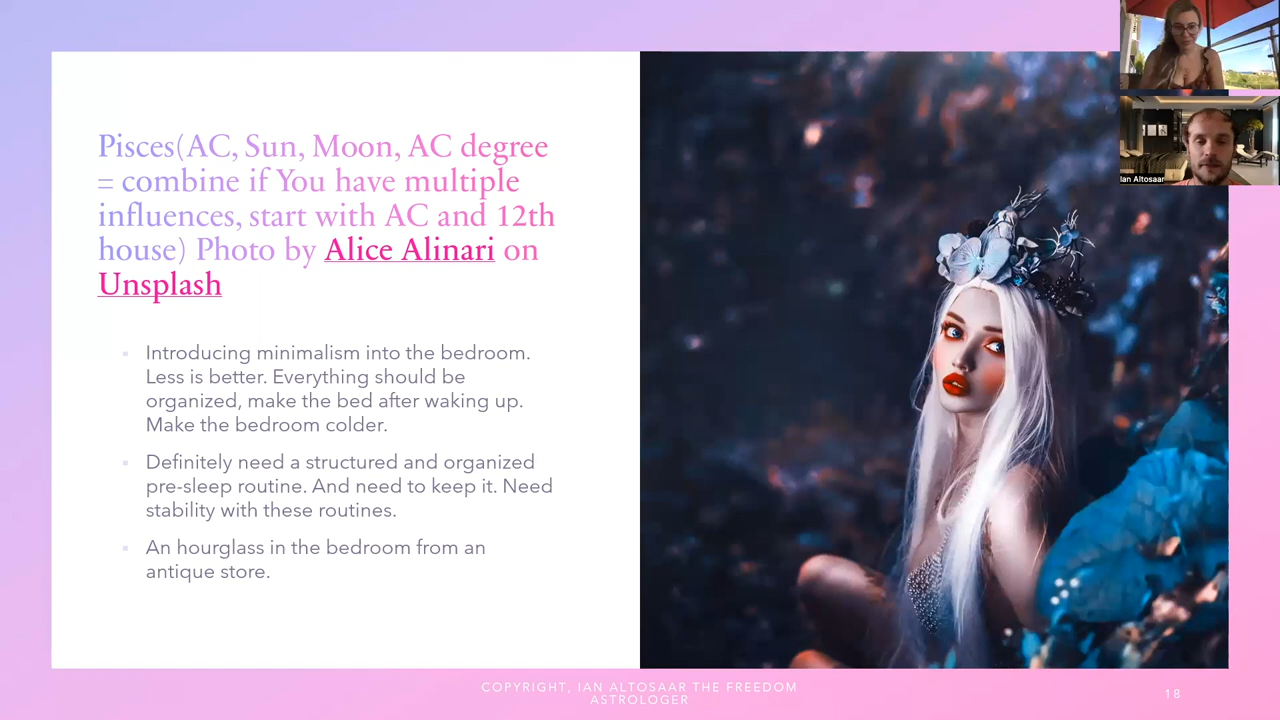 Pisces(AC, Sun, Moon, AC degree
= combine if You have multiple
influences, start with AC and 12th
house) Photo by Alice Alinari on
Unsplash
Introducing minimalism into the bedroom.
Less is better. Everything should be
organized, make the bed after waking up.
Make the bedroom colder.
Definitely need a structured and organized
pre-sleep routine. And need to keep it. Need
stability with these routines.
An hourglass in the bedroom from an
antique store.
Ian Altosaar
COPYRIGHT, IAN ALTOSAAR THE FREEDOM
ASTROLOGER
18